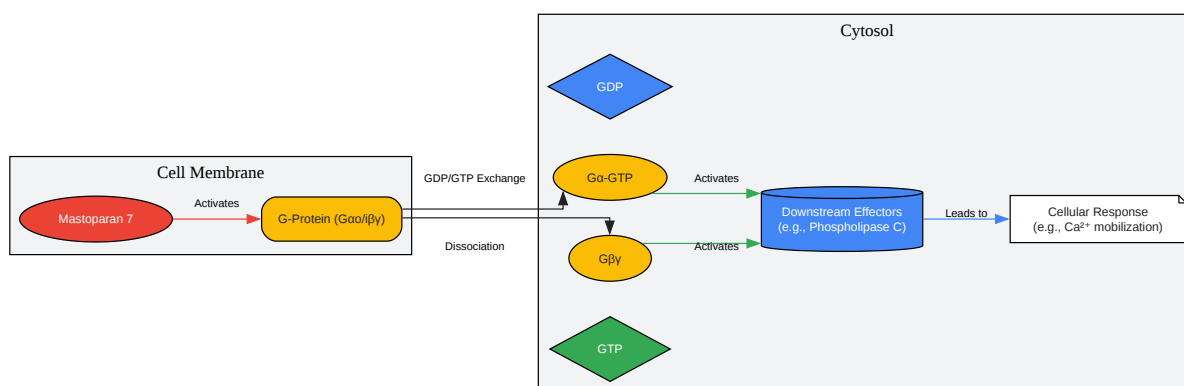 Cytosol
GDP
Cell Membrane
Mastoparan 7
Activates
G-Protein (Gαo/iβγ)
GDP/GTP Exchange
Dissociation
Gα-GTP
Activates
Gβγ
Activates
Downstream Effectors
(e.g., Phospholipase C)
Leads to
Cellular Response
(e.g., Ca²⁺ mobilization)
GTP